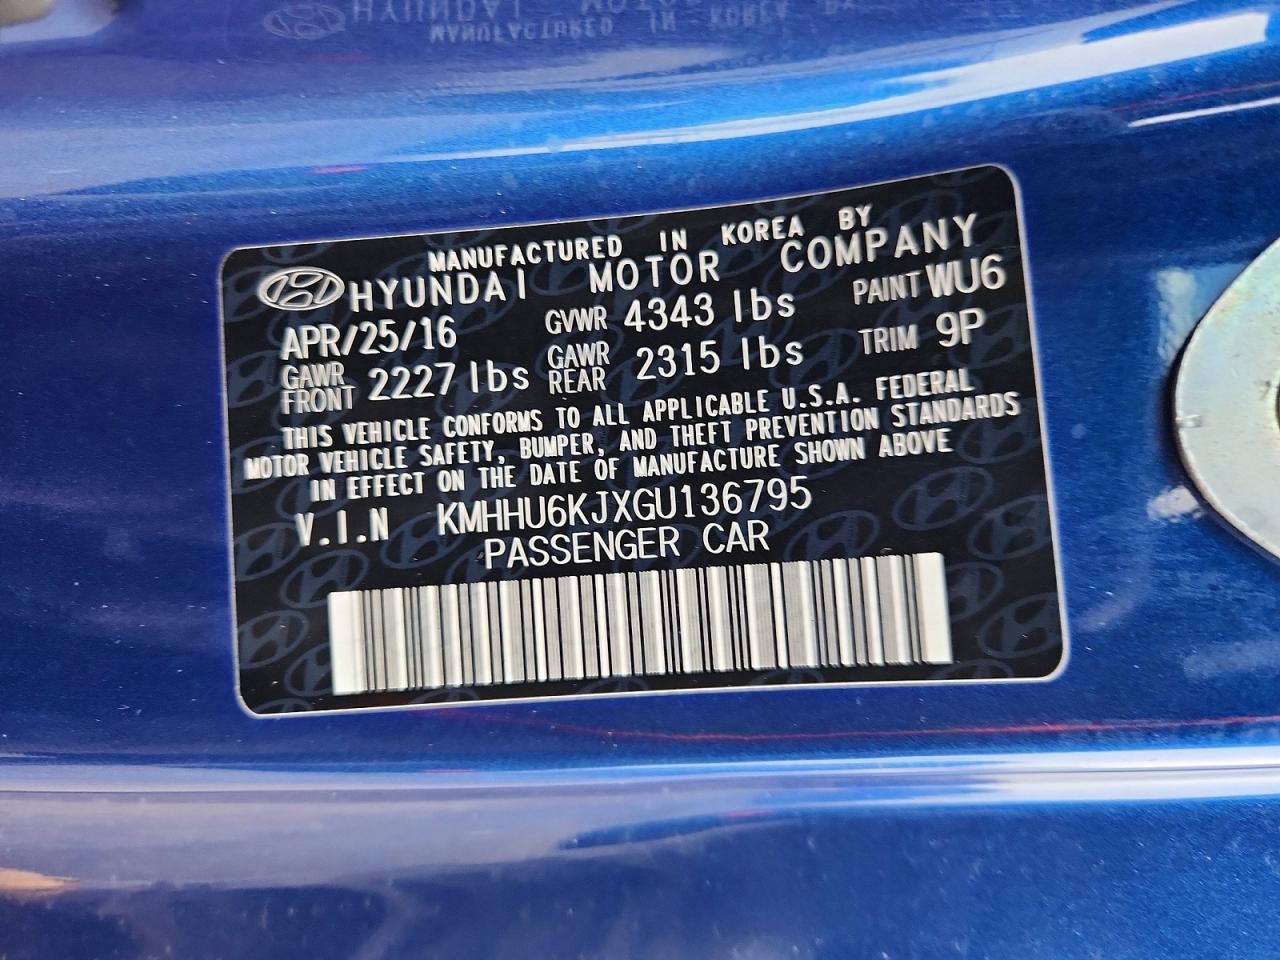 MANUFACTURED IN KOREA BY
HYUNDAI MOTOR COMPANY
APR/25/16 GVWR 4343 lbs PAINT WU6
GAWR FRONT 2227 lbs GAWR REAR 2315 lbs TRIM 9P
THIS VEHICLE CONFORMS TO ALL APPLICABLE U.S.A. FEDERAL
MOTOR VEHICLE SAFETY, BUMPER, AND THEFT PREVENTION STANDARDS
IN EFFECT ON THE DATE OF MANUFACTURE SHOWN ABOVE
V.I.N KMHHU6KJXGU136795
PASSENGER CAR